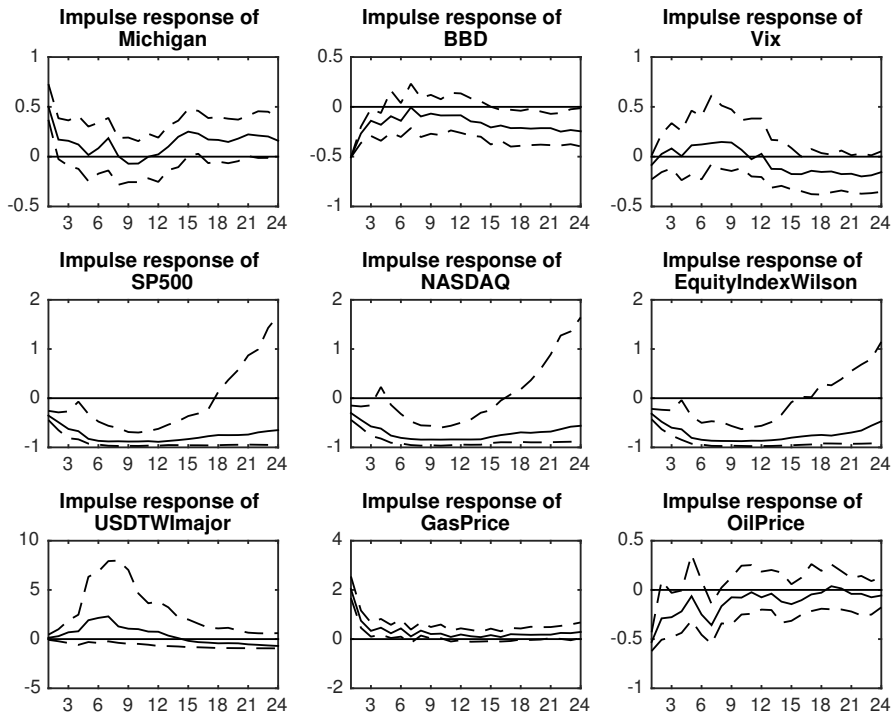 Impulse response of
Michigan
1
0.5
0
-0.5
3 6 9 12 15 18 21 24
Impulse response of
BBD
0.5
0
-0.5
-1
3 6 9 12 15 18 21 24
Impulse response of
Vix
1
0.5
0
-0.5
3 6 9 12 15 18 21 24
Impulse response of
SP500
2
1
0
-1
3 6 9 12 15 18 21 24
Impulse response of
NASDAQ
2
1
0
-1
3 6 9 12 15 18 21 24
Impulse response of
EquityIndexWilson
2
1
0
-1
3 6 9 12 15 18 21 24
Impulse response of
USDTWImajor
10
5
0
-5
3 6 9 12 15 18 21 24
Impulse response of
GasPrice
4
2
0
-2
3 6 9 12 15 18 21 24
Impulse response of
OilPrice
0.5
0
-0.5
-1
3 6 9 12 15 18 21 24